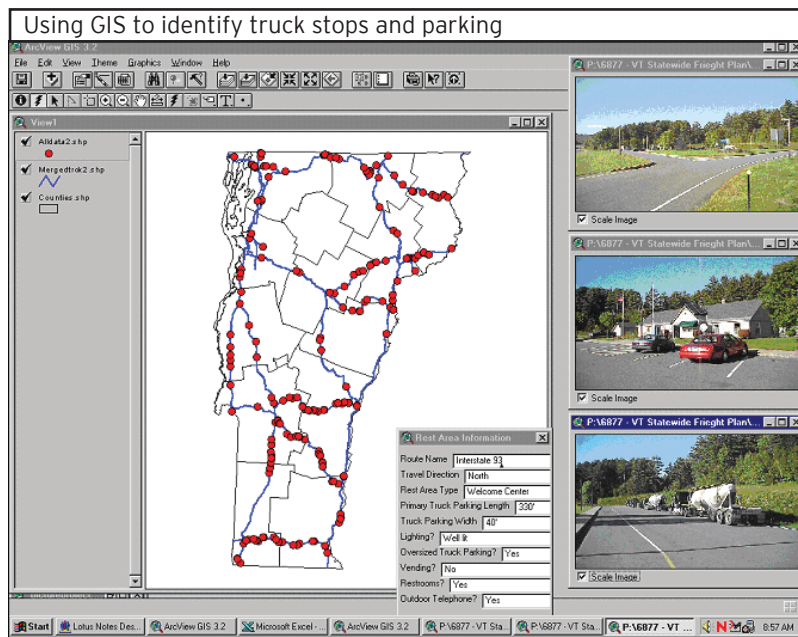 Using GIS to identify truck stops and parking
ArcView GIS 3.2
File Edit View Theme Graphics Window Help
View1
Alldata2.shp
Mergedtrok2.shp
Counties.shp
P:\6877 - VT Statewide Frieght Plan\...
Scale Image
P:\6877 - VT Statewide Frieght Plan\...
Scale Image
P:\6877 - VT Statewide Frieght Plan\...
Scale Image
Rest Area Information
Route Name Interstate 93
Travel Direction North
Rest Area Type Welcome Center
Primary Truck Parking Length 330'
Truck Parking Width 40'
Lighting? Well lit
Oversized Truck Parking? Yes
Vending? No
Restrooms? Yes
Outdoor Telephone? Yes
Start Lotus Notes Des... ArcView GIS 3.2 Microsoft Excel -... ArcView GIS 3.2 P:\6877 - VT Sta... P:\6877 - VT Sta... P:\6877 - VT ... 8:57 AM